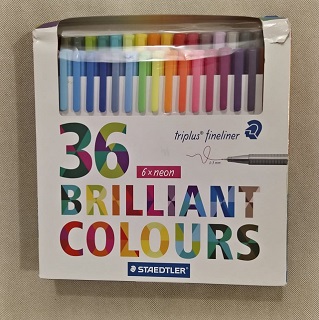 triplus® fineliner
36
6 x neon
BRILLIANT
COLOURS
STAEDTLER